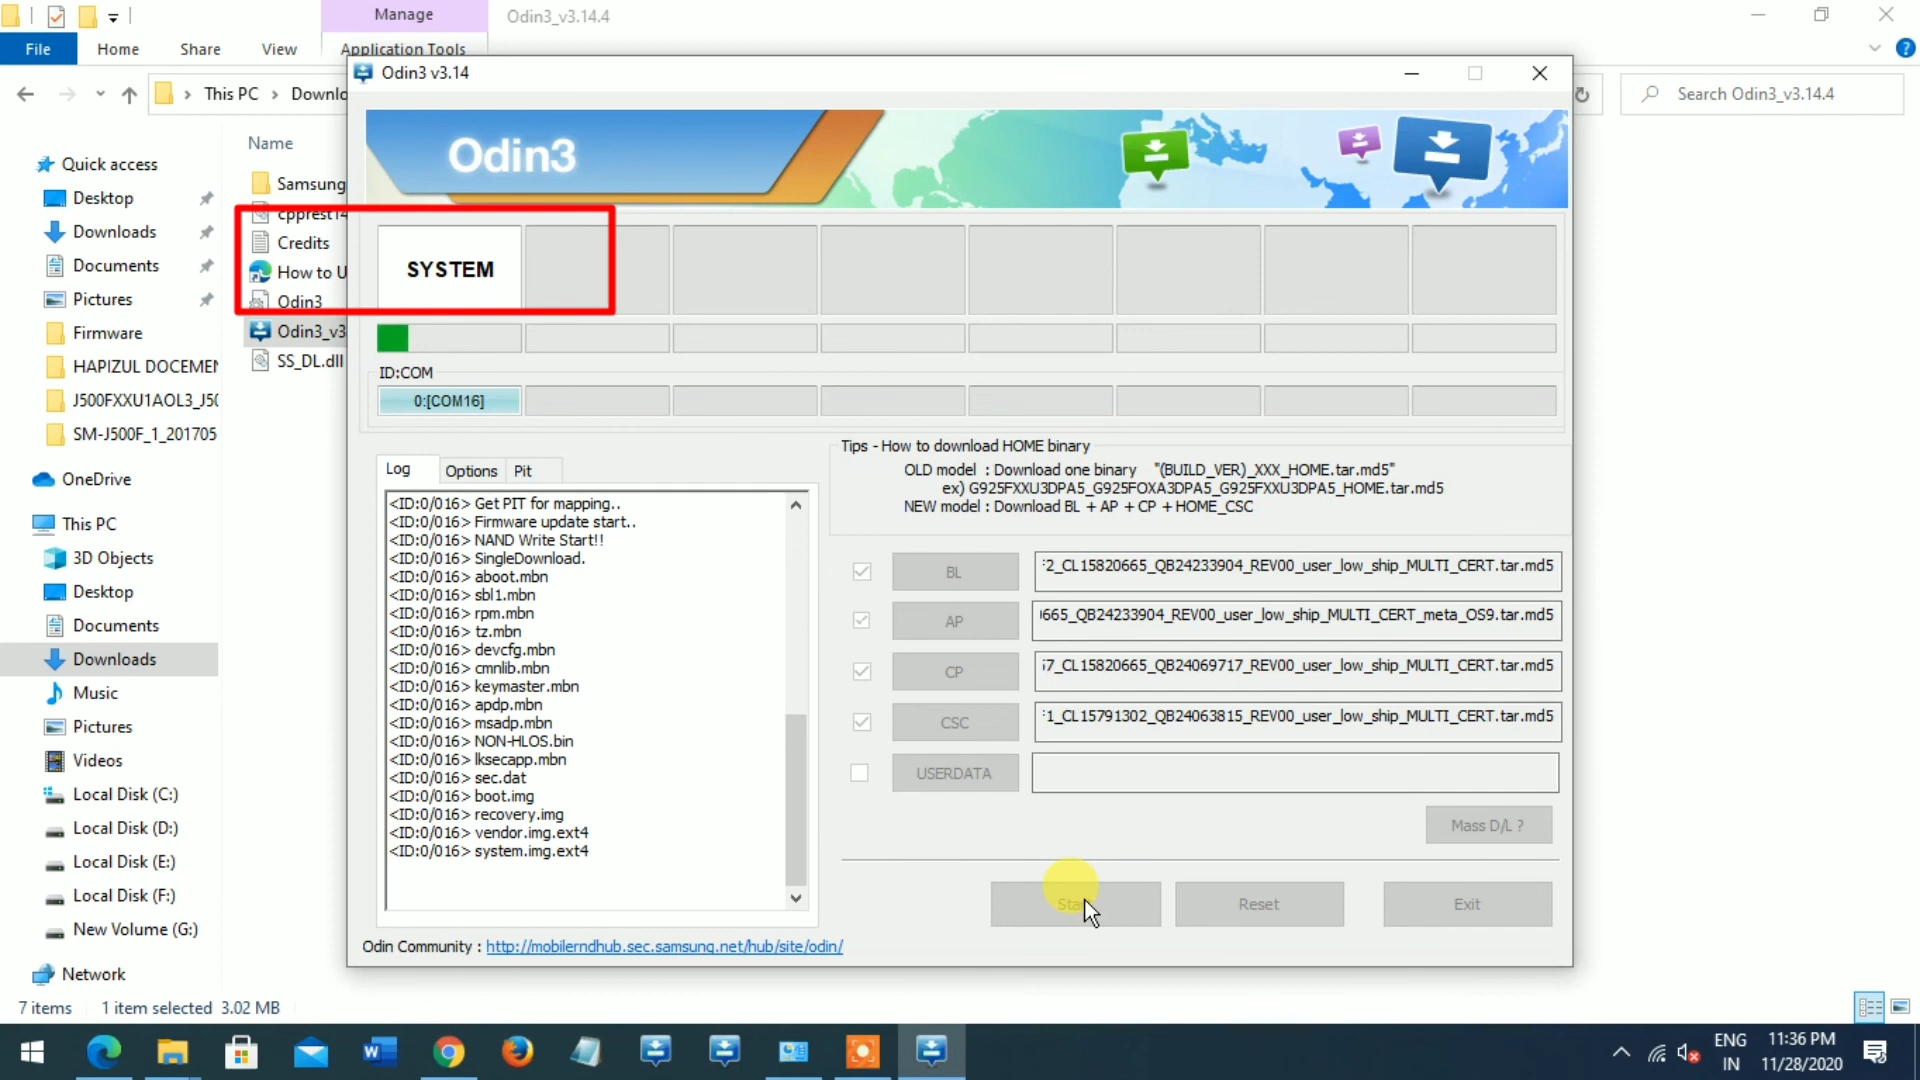 Manage
Odin3_v3.14.4
File
Home
Share
View
Application Tools
Odin3 v3.14
This PC
Downlo
Search Odin3_v3.14.4
Name
Odin3
Quick access
Desktop
Downloads
Documents
Pictures
Firmware
HAPIZUL DOCEMEN
J500FXXU1AOL3_J50
SM-J500F_1_201705
OneDrive
This PC
3D Objects
Desktop
Documents
Downloads
Music
Pictures
Videos
Local Disk (C:)
Local Disk (D:)
Local Disk (E:)
Local Disk (F:)
New Volume (G:)
Network
Samsung
cpprest14
Credits
How to U
Odin3
Odin3_v3
SS_DL.dll
SYSTEM
ID:COM
0:[COM16]
Log
Options
Pit
<ID:0/016> Get PIT for mapping..
<ID:0/016> Firmware update start..
<ID:0/016> NAND Write Start!!
<ID:0/016> SingleDownload.
<ID:0/016> aboot.mbn
<ID:0/016> sbl1.mbn
<ID:0/016> rpm.mbn
<ID:0/016> tz.mbn
<ID:0/016> devcfg.mbn
<ID:0/016> cmnlib.mbn
<ID:0/016> keymaster.mbn
<ID:0/016> apdp.mbn
<ID:0/016> msadp.mbn
<ID:0/016> NON-HLOS.bin
<ID:0/016> lksecapp.mbn
<ID:0/016> sec.dat
<ID:0/016> boot.img
<ID:0/016> recovery.img
<ID:0/016> vendor.img.ext4
<ID:0/016> system.img.ext4
Tips - How to download HOME binary
OLD model : Download one binary "(BUILD_VER)_XXX_HOME.tar.md5"
ex) G925FXXU3DPA5_G925FOXA3DPA5_G925FXXU3DPA5_HOME.tar.md5
NEW model : Download BL + AP + CP + HOME_CSC
BL
2_CL15820665_QB24233904_REV00_user_low_ship_MULTI_CERT.tar.md5
AP
665_QB24233904_REV00_user_low_ship_MULTI_CERT_meta_OS9.tar.md5
CP
7_CL15820665_QB24069717_REV00_user_low_ship_MULTI_CERT.tar.md5
CSC
1_CL15791302_QB24063815_REV00_user_low_ship_MULTI_CERT.tar.md5
USERDATA
Mass D/L ?
Reset
Exit
Odin Community : http://mobilerndhub.sec.samsung.net/hub/site/odin/
7 items
1 item selected 3.02 MB
ENG
IN
11:36 PM
11/28/2020